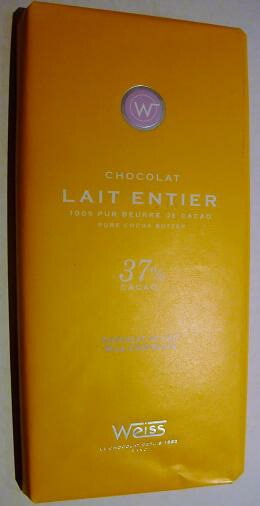 W
CHOCOLAT
LAIT ENTIER
100% PUR BEURRE DE CACAO
PURE COCOA BUTTER
37%
CACAO
Weiss